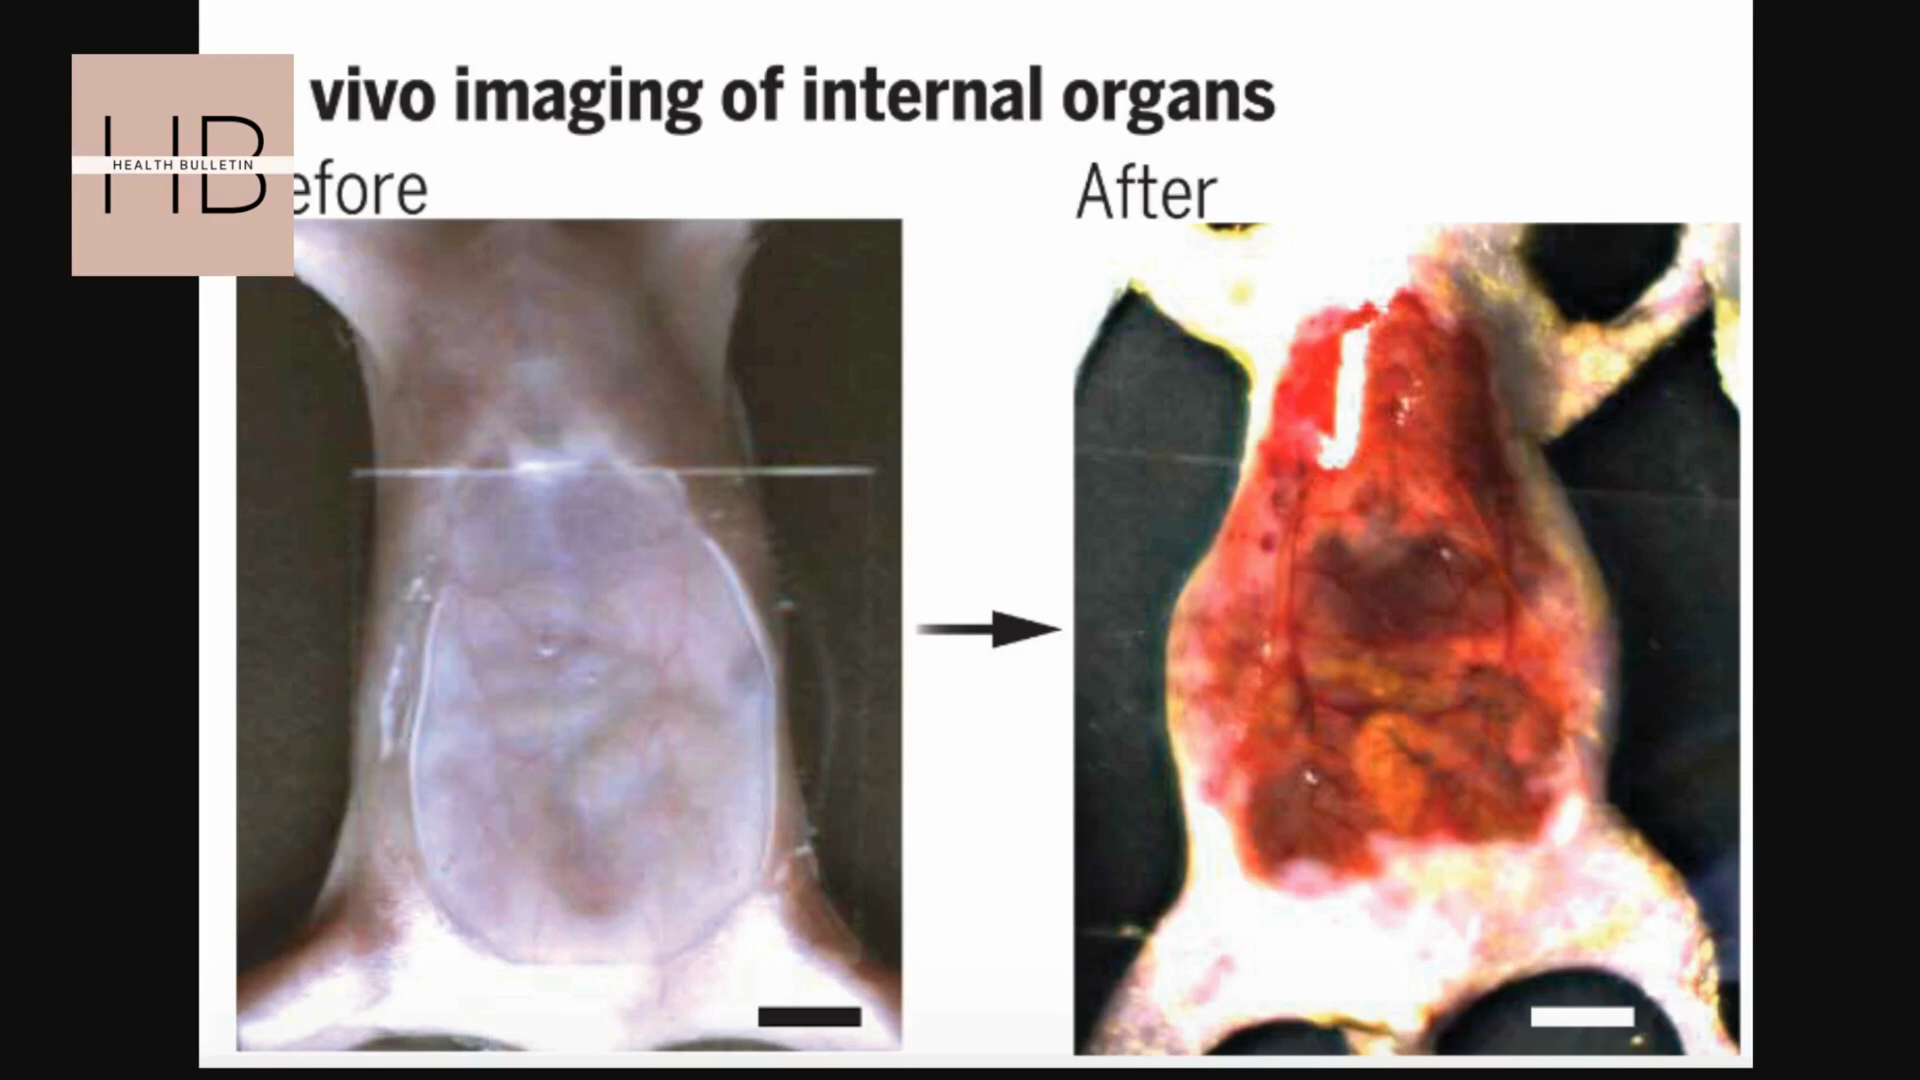 HB
HEALTH BULLETIN
vivo imaging of internal organs
efore
After